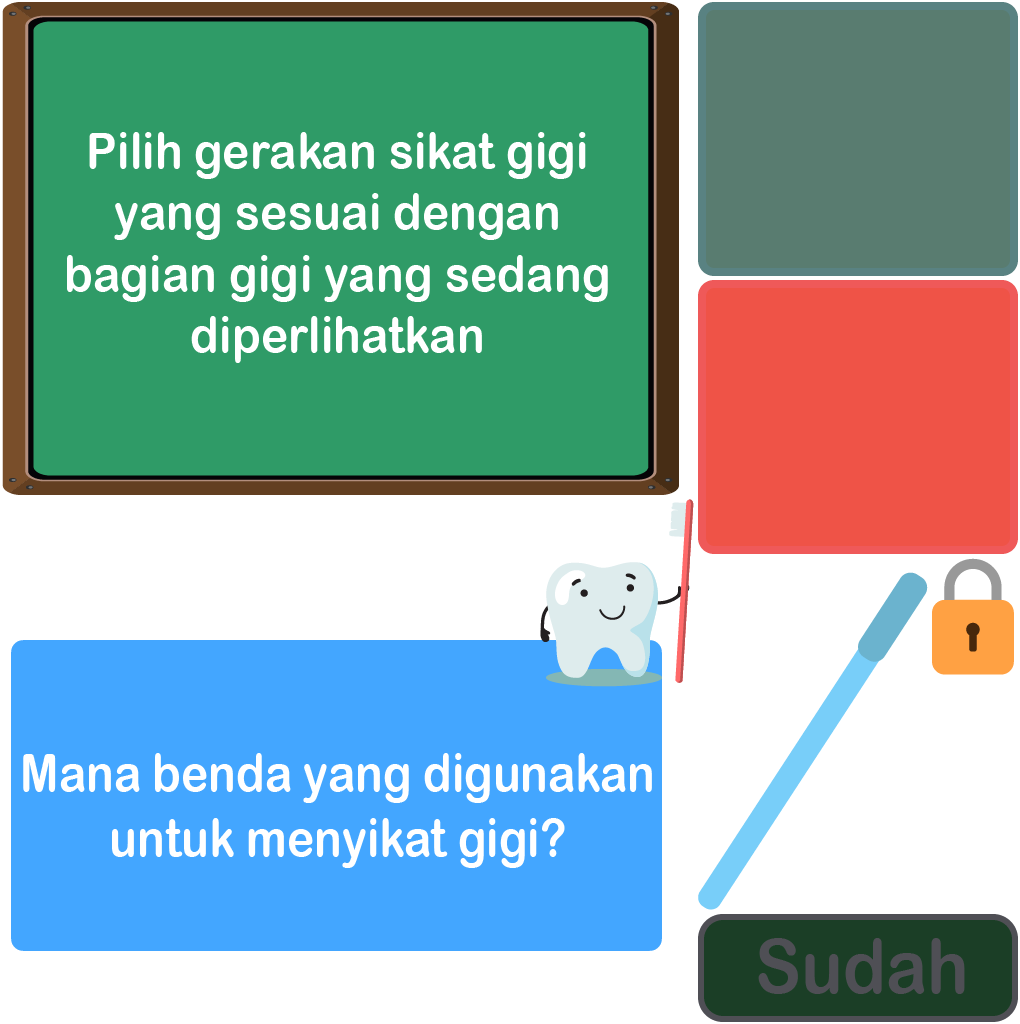 Pilih gerakan sikat gigi
yang sesuai dengan
bagian gigi yang sedang
diperlihatkan
Mana benda yang digunakan
untuk menyikat gigi?
Sudah